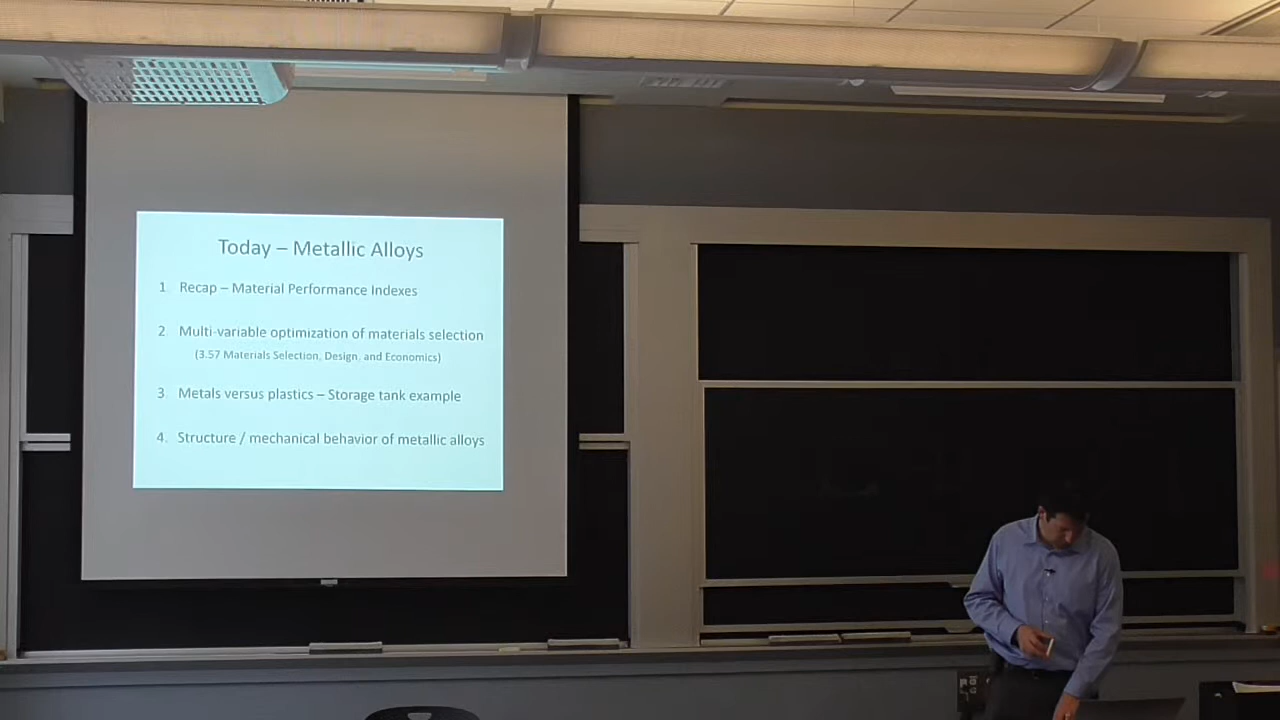 Today – Metallic Alloys
1. Recap – Material Performance Indexes
2. Multi-variable optimization of materials selection
(3.57 Materials Selection, Design, and Economics)
3. Metals versus plastics – Storage tank example
4. Structure / mechanical behavior of metallic alloys